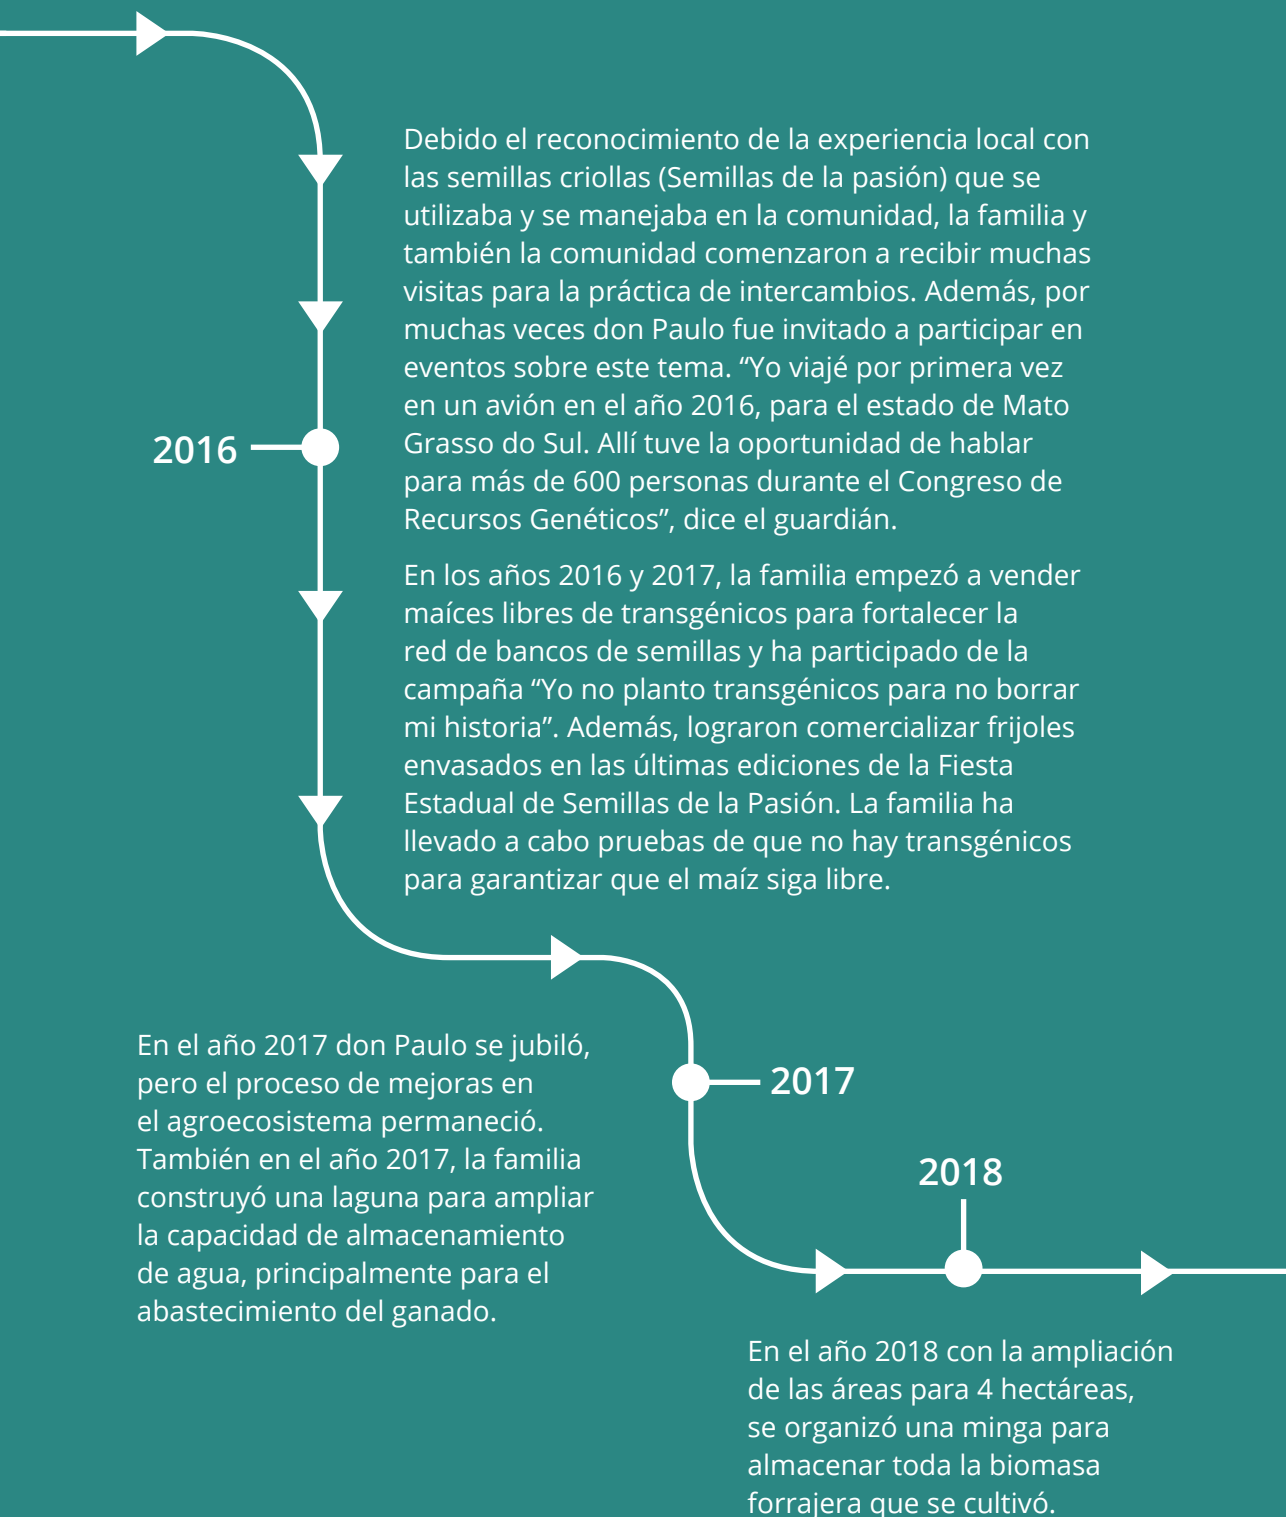 Debido el reconocimiento de la experiencia local con
las semillas criollas (Semillas de la pasión) que se
utilizaba y se manejaba en la comunidad, la familia y
también la comunidad comenzaron a recibir muchas
visitas para la práctica de intercambios. Además, por
muchas veces don Paulo fue invitado a participar en
eventos sobre este tema. “Yo viajé por primera vez
en un avión en el año 2016, para el estado de Mato
Grasso do Sul. Allí tuve la oportunidad de hablar
para más de 600 personas durante el Congreso de
Recursos Genéticos”, dice el guardián.
2016
En los años 2016 y 2017, la familia empezó a vender
maíces libres de transgénicos para fortalecer la
red de bancos de semillas y ha participado de la
campaña “Yo no planto transgénicos para no borrar
mi historia”. Además, lograron comercializar frijoles
envasados en las últimas ediciones de la Fiesta
Estadual de Semillas de la Pasión. La familia ha
llevado a cabo pruebas de que no hay transgénicos
para garantizar que el maíz siga libre.
En el año 2017 don Paulo se jubiló,
pero el proceso de mejoras en
el agroecosistema permaneció.
También en el año 2017, la familia
construyó una laguna para ampliar
la capacidad de almacenamiento
de agua, principalmente para el
abastecimiento del ganado.
2017
2018
En el año 2018 con la ampliación
de las áreas para 4 hectáreas,
se organizó una minga para
almacenar toda la biomasa
forrajera que se cultivó.